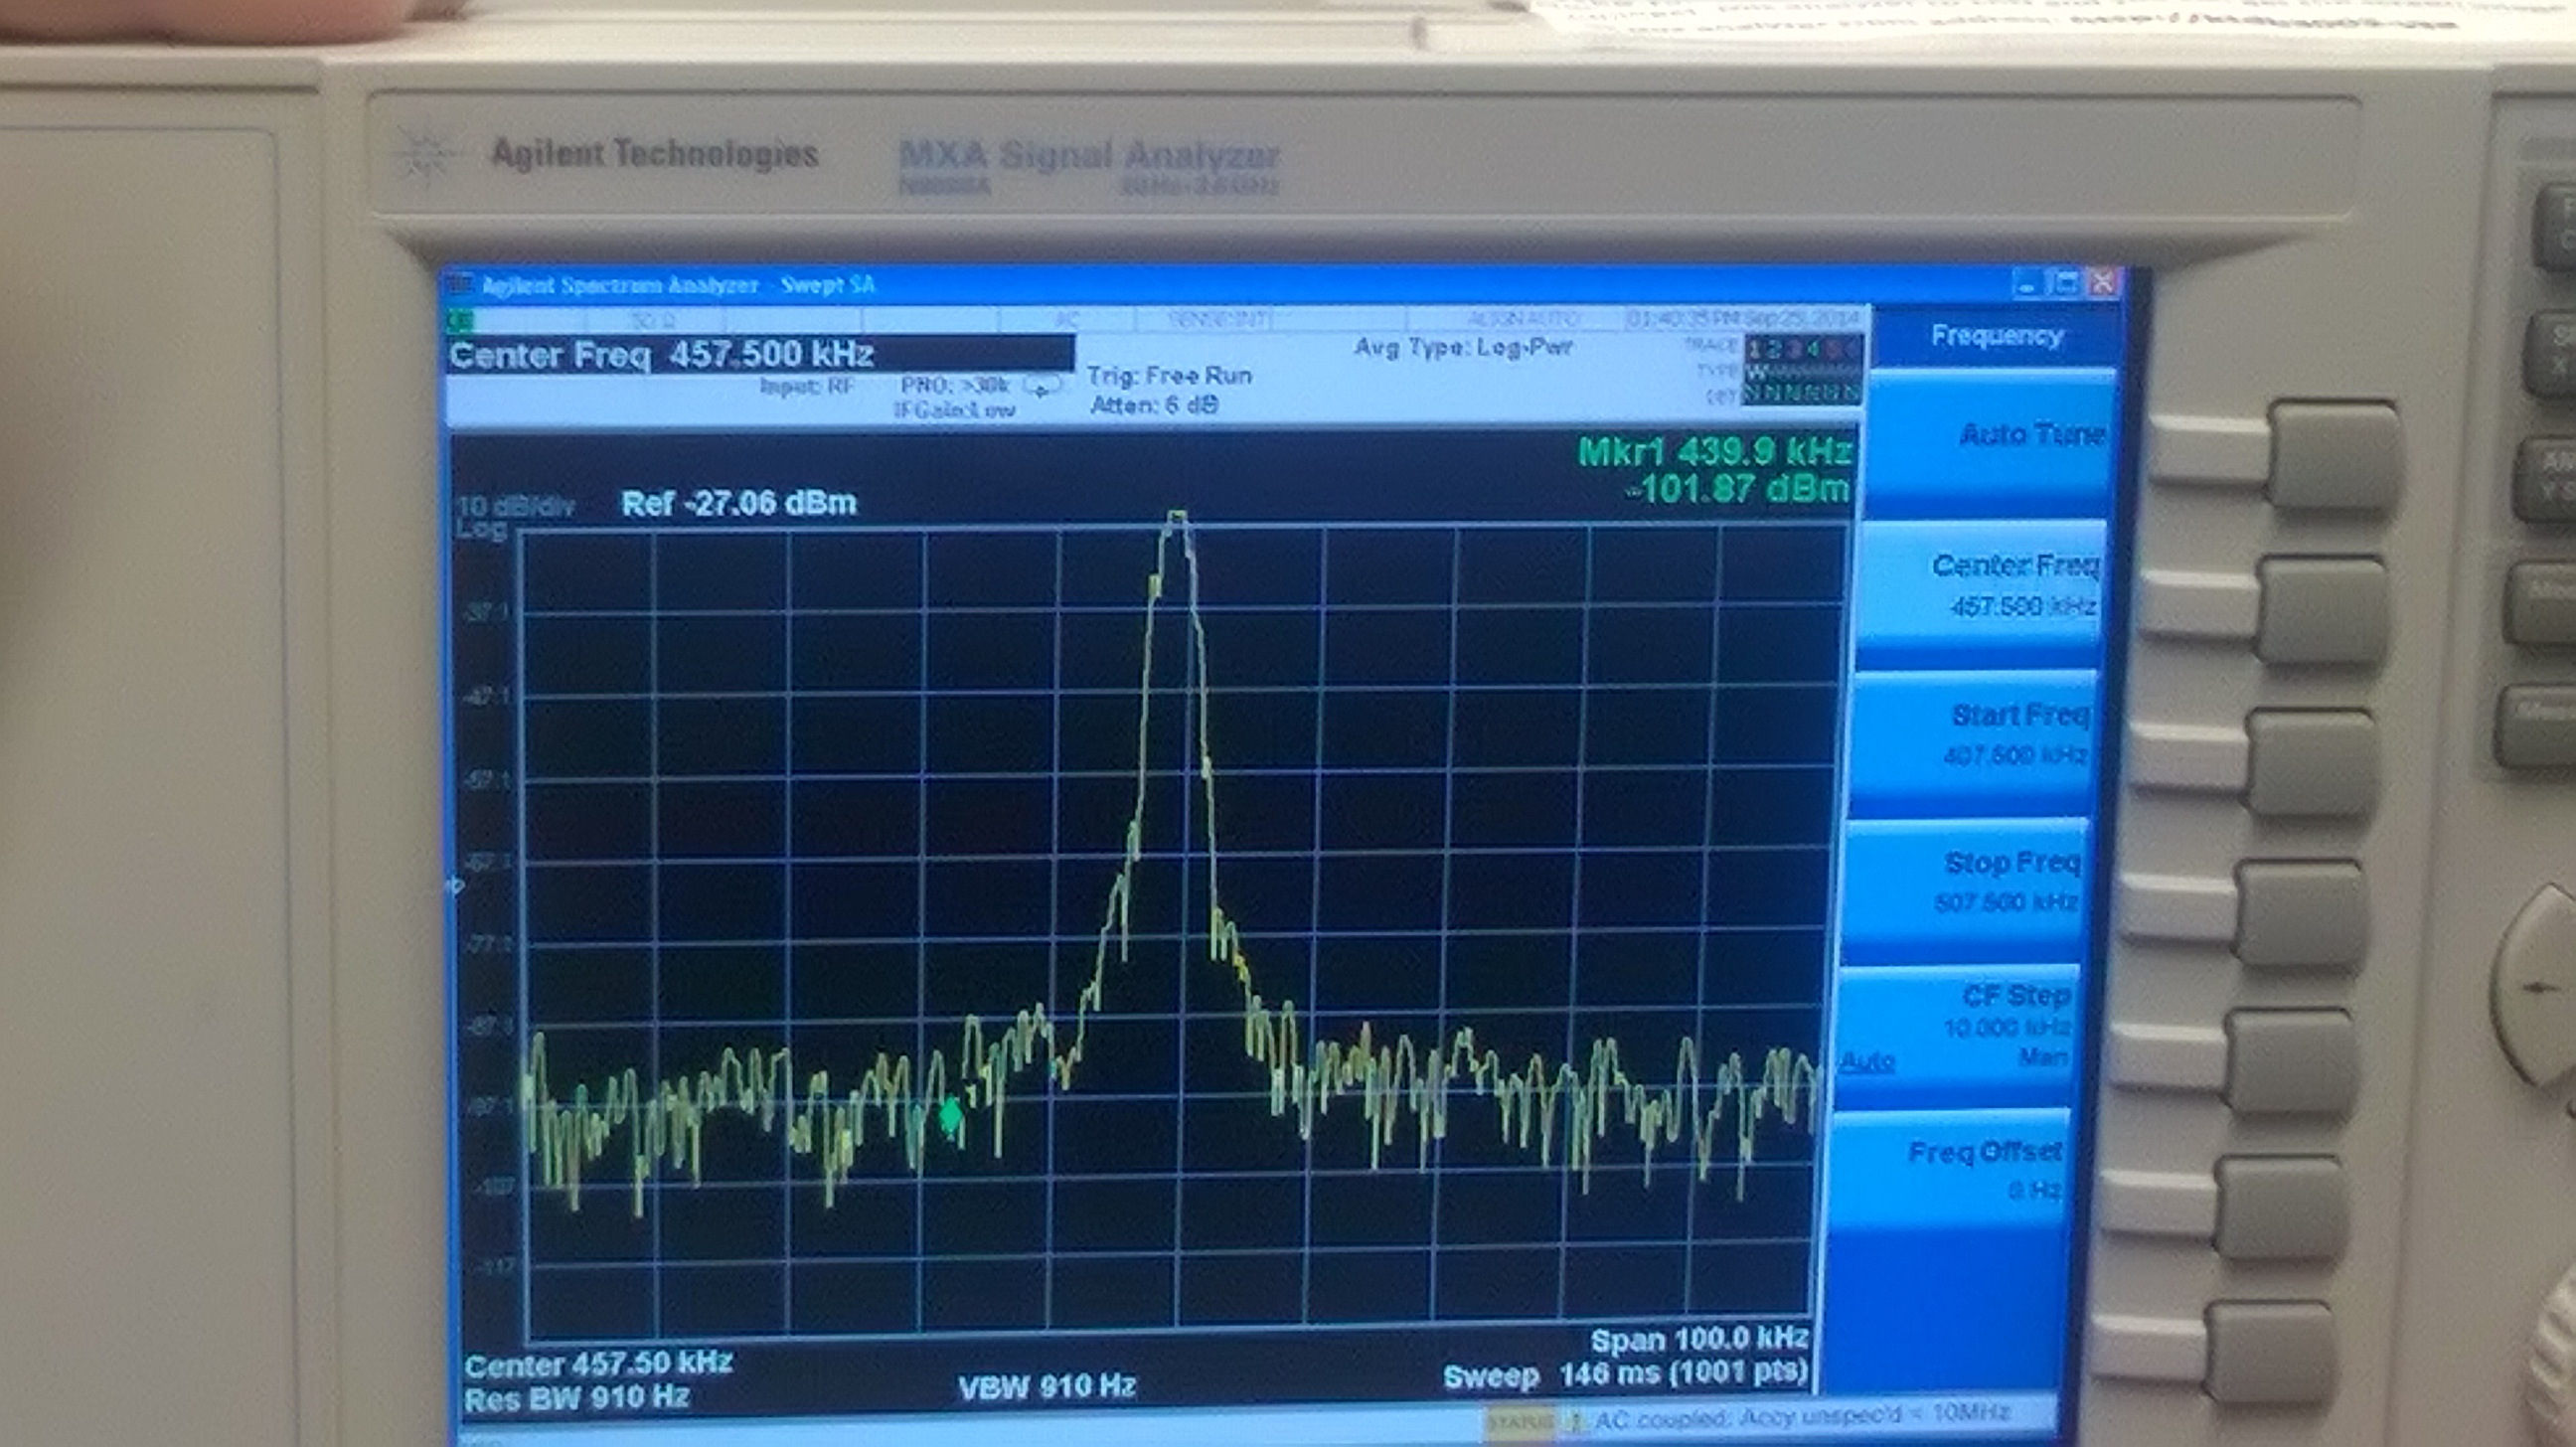 Agilent Technologies MXA Signal Analyzer
Agilent Spectrum Analyzer - Swept SA
50 Ω AC SENSE:INT ALIGN AUTO 01:40:35 PM Sep 25, 2014
Center Freq 457.500 kHz
Input: RF PNO: >30k
IFGain:Low
Trig: Free Run
Atten: 6 dB
Avg Type: Log-Pwr
TRACE 1 2 3 4 5 6
TYPE
DET N N N N N N
Mkr1 439.9 kHz
-101.87 dBm
10 dB/div Ref -27.06 dBm
Log
-37.1
-47.1
-57.1
-67.1
-77.1
-87.1
-97.1
-107
-117
Center 457.50 kHz
Res BW 910 Hz
VBW 910 Hz
Span 100.0 kHz
Sweep 146 ms (1001 pts)
STATUS AC coupled: Accy unspec'd < 10MHz
Frequency
Auto Tune
Center Freq
457.500 kHz
Start Freq
407.500 kHz
Stop Freq
507.500 kHz
CF Step
10.000 kHz
Auto Man
Freq Offset
0 Hz